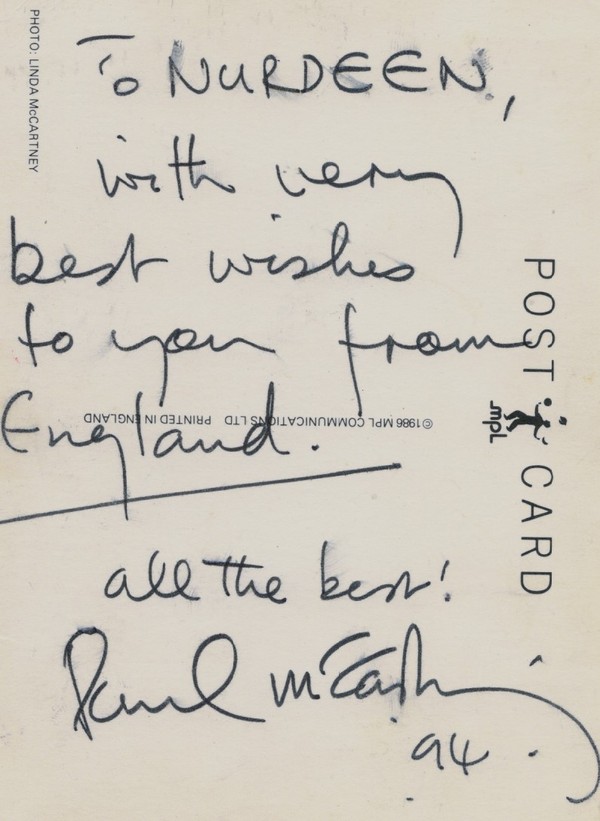 PHOTO: LINDA McCARTNEY
To NURDEEN,
with very
best wishes
to you from
England.
©1986 MPL COMMUNICATIONS LTD PRINTED IN ENGLAND
POST CARD
mpL
all the best!
Paul McCartney
94.